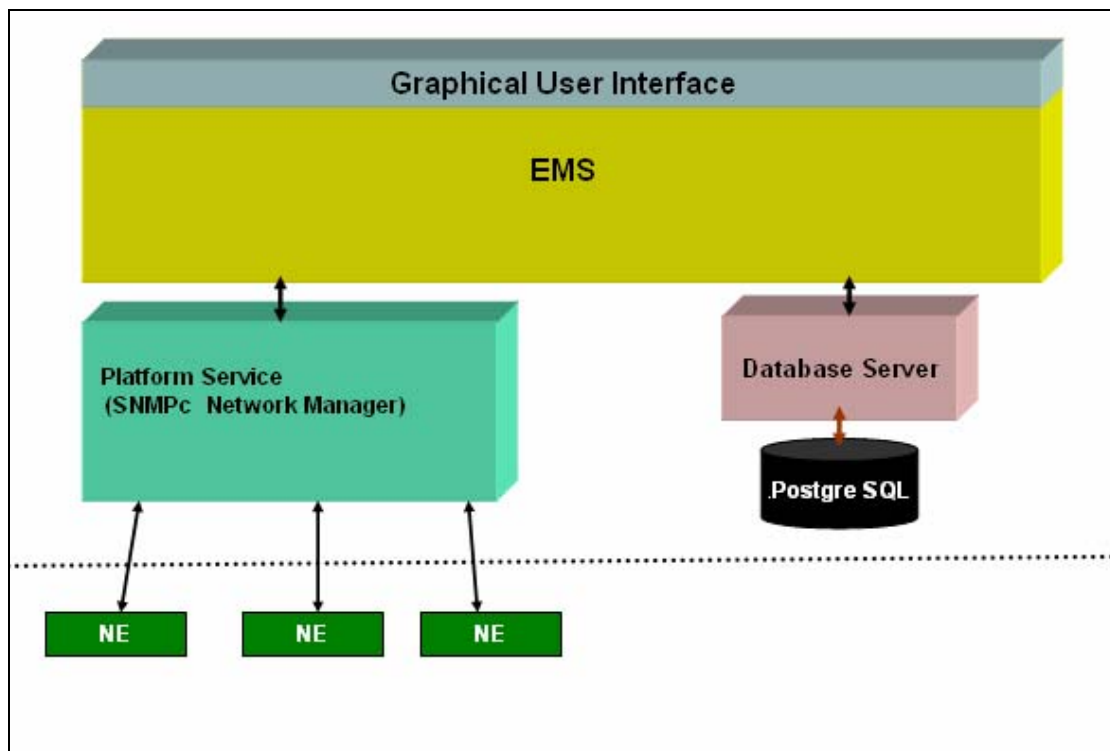 Graphical User Interface
EMS
Platform Service
(SNMPc Network Manager)
Database Server
.Postgre SQL
NE
NE
NE